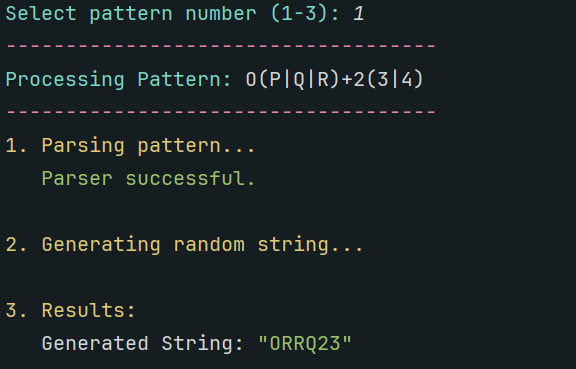 Select pattern number (1-3): 1
------------------------------------
Processing Pattern: O(P|Q|R)+2(3|4)
------------------------------------
1. Parsing pattern...
Parser successful.
2. Generating random string...
3. Results:
Generated String: "ORRQ23"